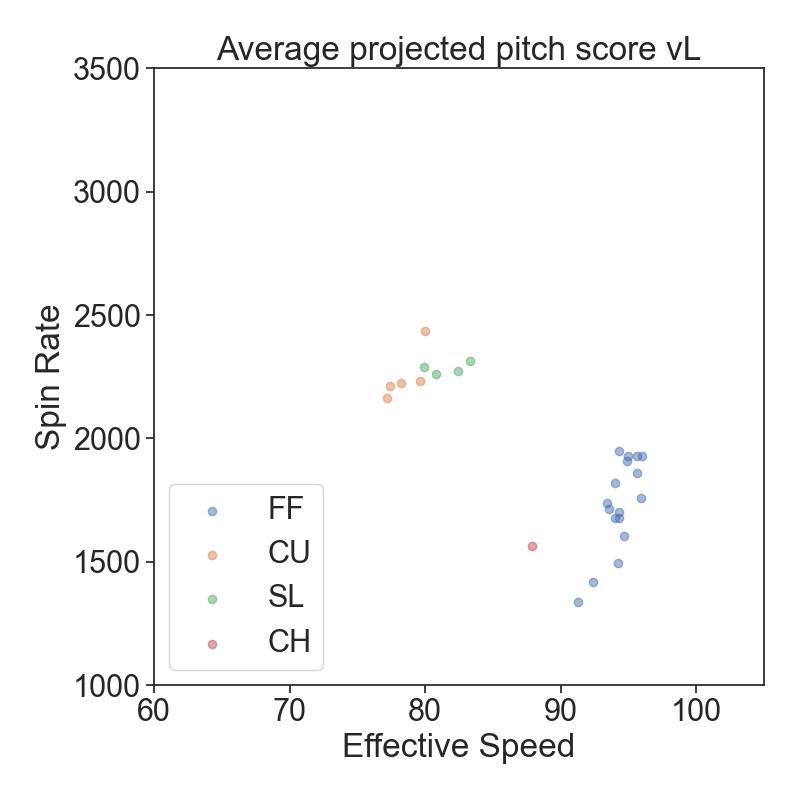 Average projected pitch score vL
3500
3000
2500
2000
1500
1000
Spin Rate
FF
CU
SL
CH
60
70
80
90
100
Effective Speed